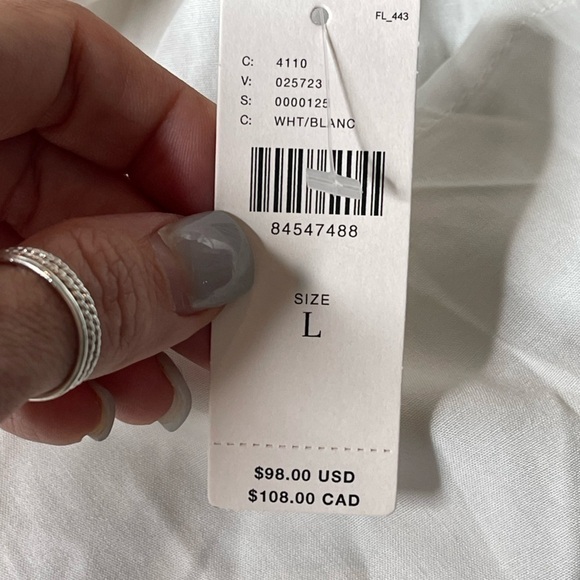 FL_443
C: 4110
V: 025723
S: 0000125
C: WHT/BLANC
84547488
SIZE
L
$98.00 USD
$108.00 CAD